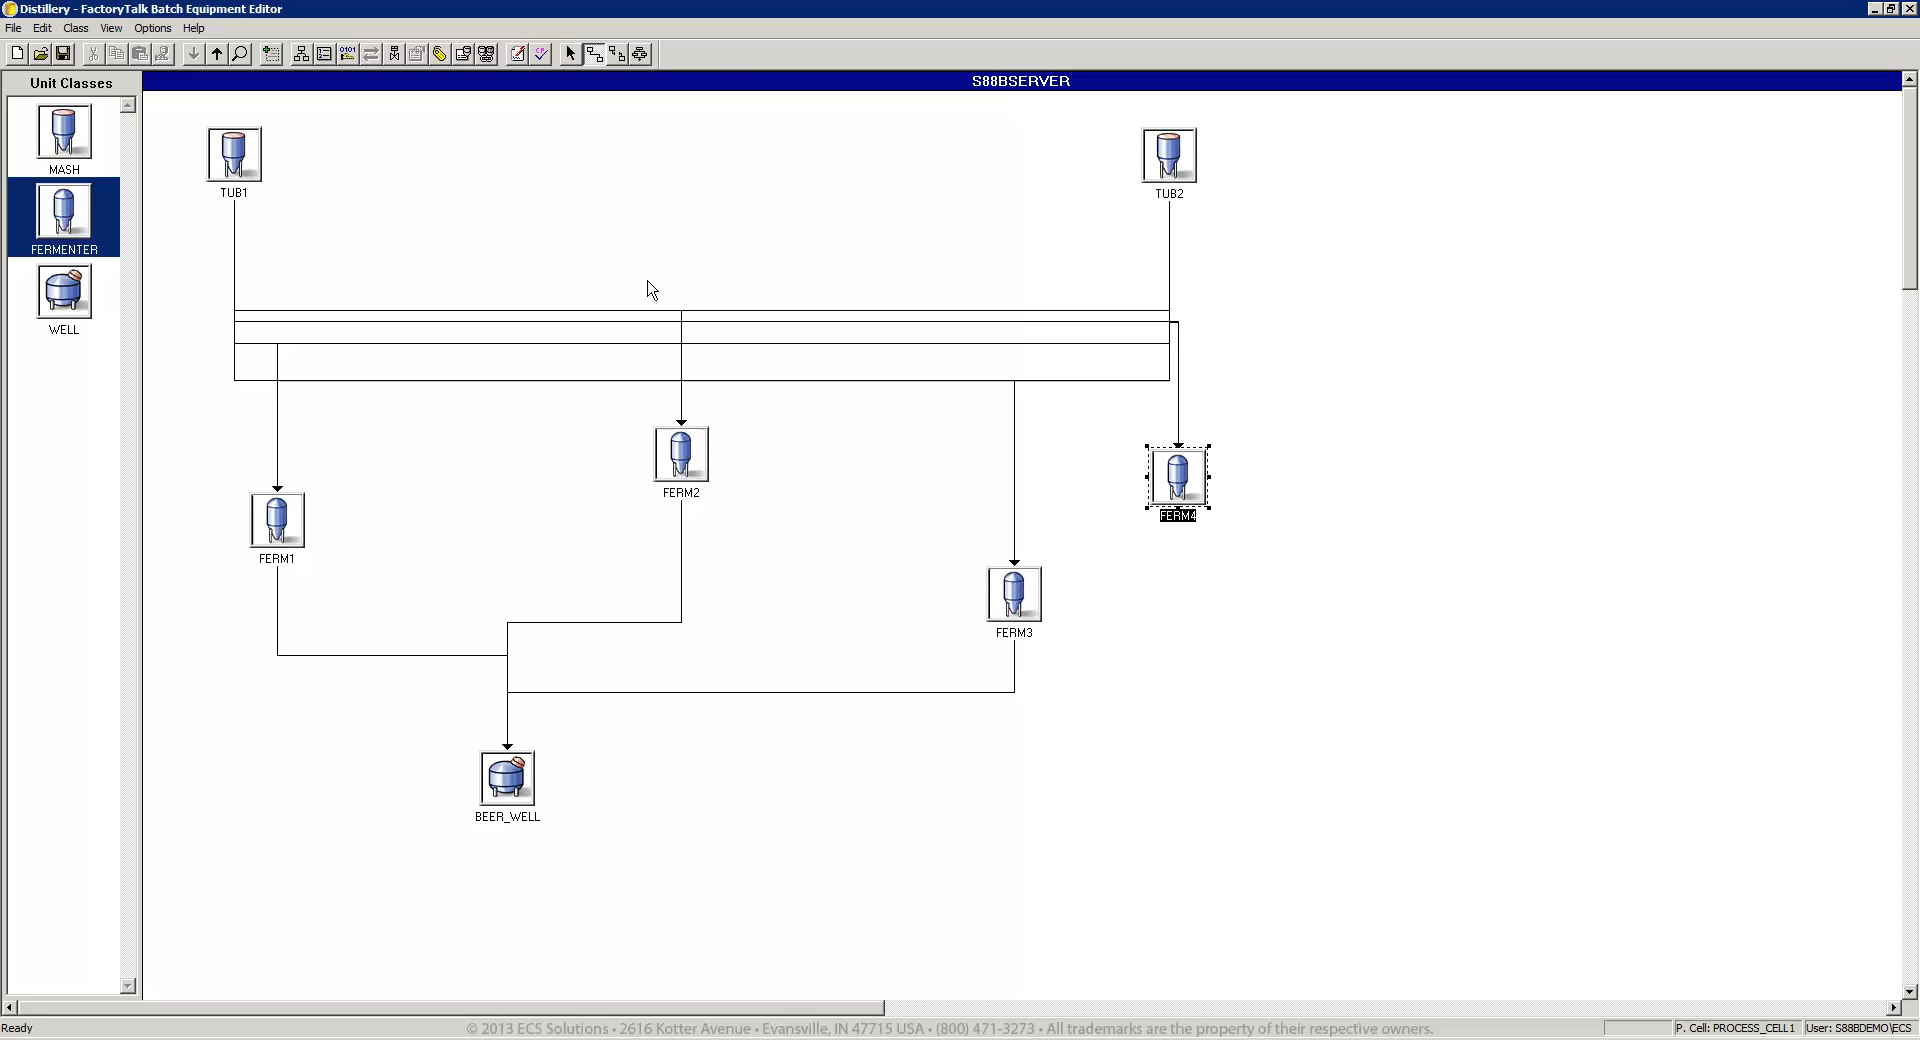 Distillery - FactoryTalk Batch Equipment Editor
File Edit Class View Options Help
0101
CP
Unit Classes
S88BSERVER
MASH
FERMENTER
WELL
TUB1
TUB2
FERM2
FERM4
FERM1
FERM3
BEER_WELL
Ready
© 2013 ECS Solutions • 2616 Kotter Avenue • Evansville, IN 47715 USA • (800) 471-3273 • All trademarks are the property of their respective owners.
P. Cell: PROCESS_CELL1
User: S88BDEMO\ECS